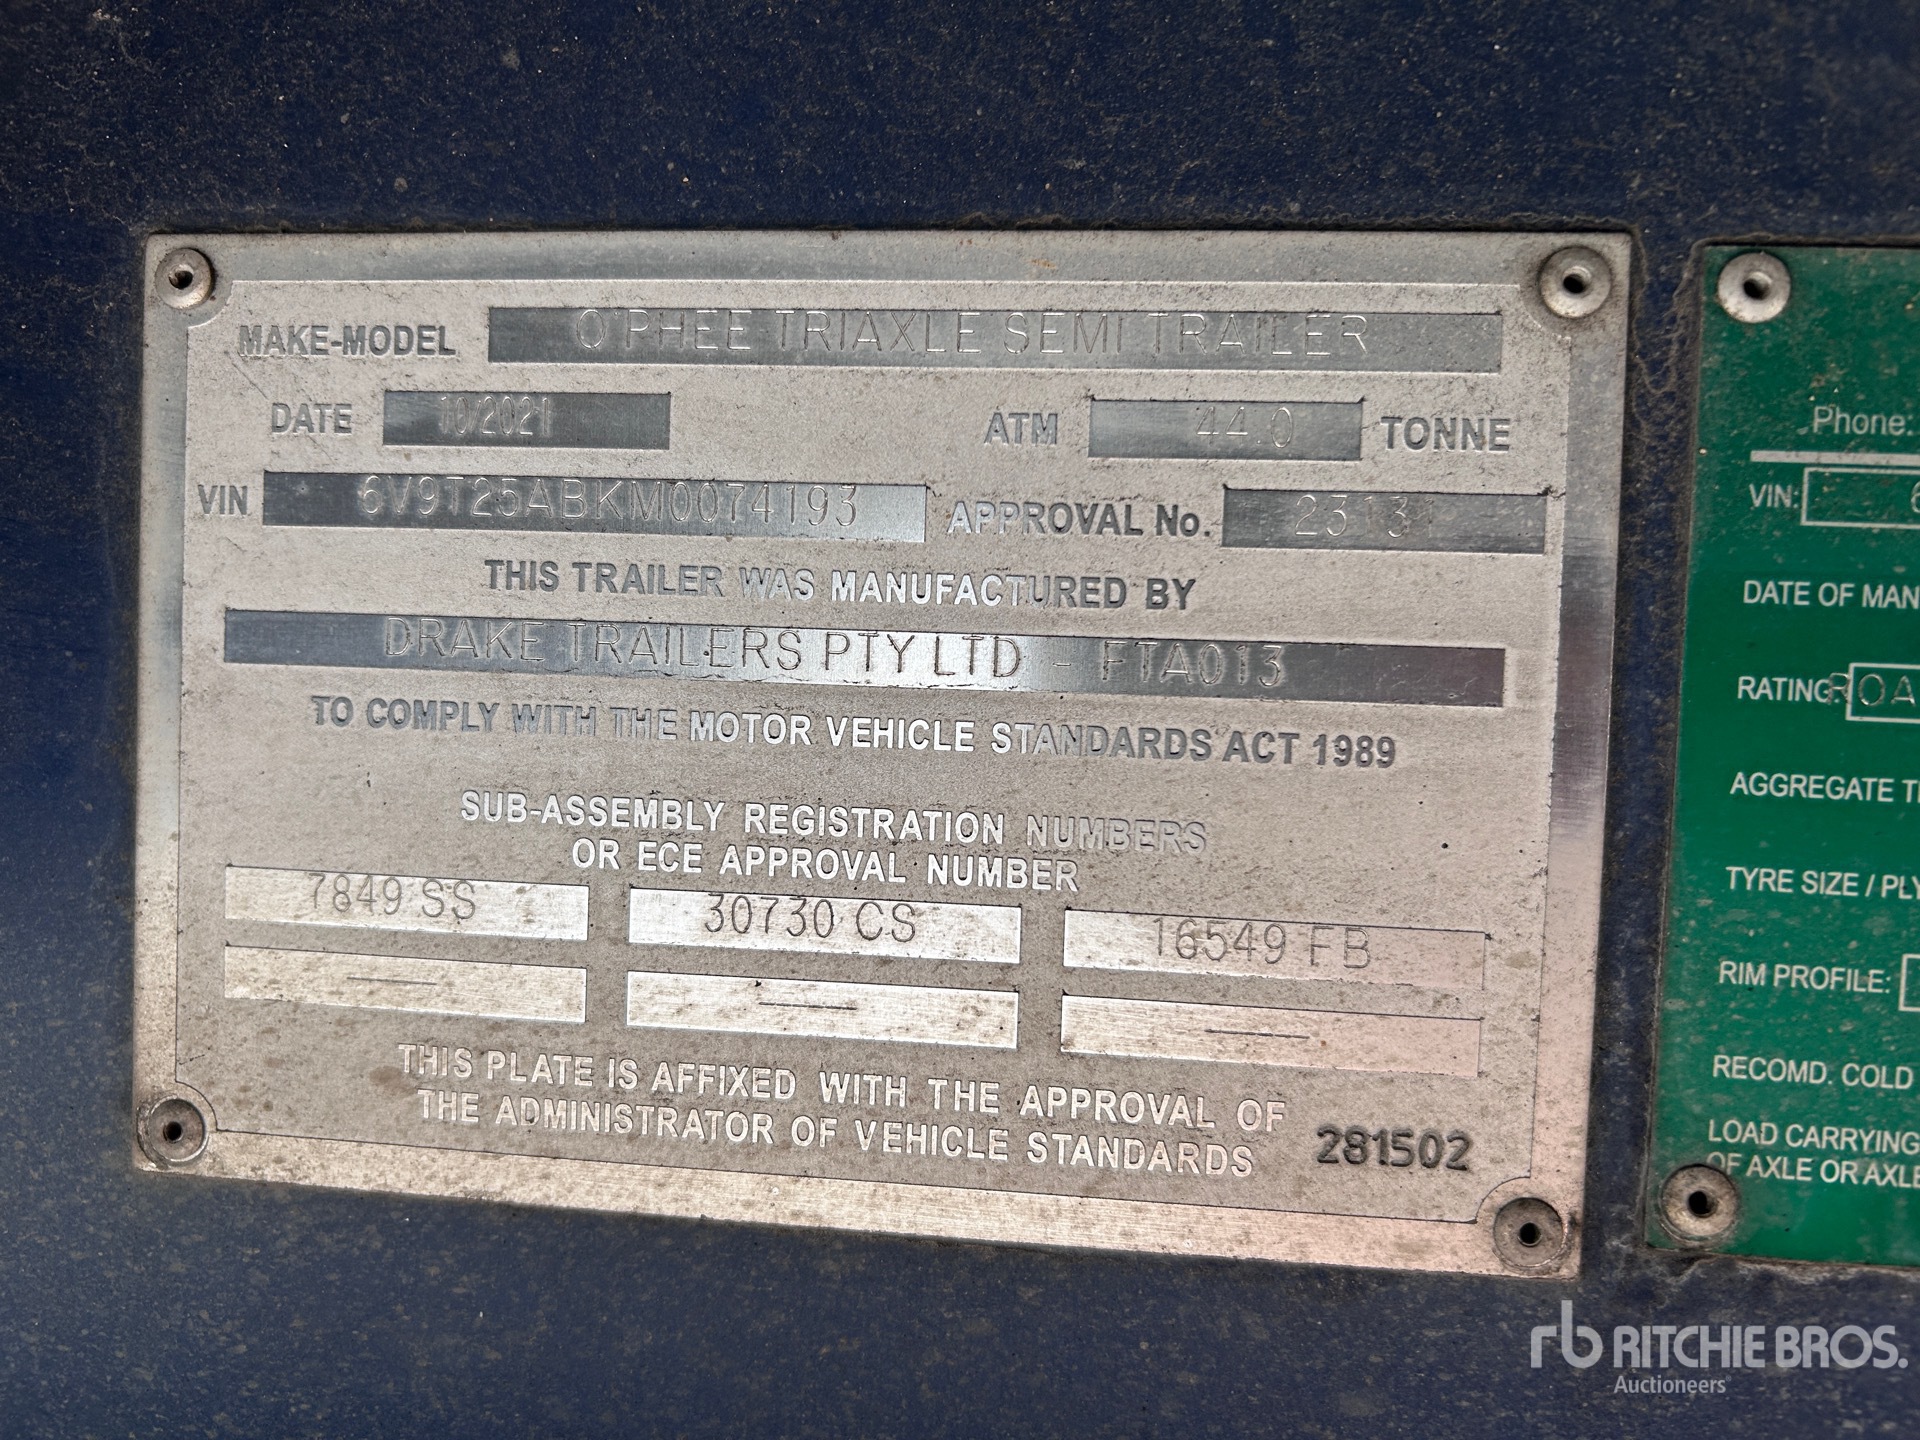 MAKE-MODEL O'PHEE TRIAXLE SEMI TRAILER
DATE 10/2021 ATM 44.0 TONNE
VIN 6V9T25ABKM0074193 APPROVAL No. 23131
THIS TRAILER WAS MANUFACTURED BY
DRAKE TRAILERS PTY LTD - FTA013
TO COMPLY WITH THE MOTOR VEHICLE STANDARDS ACT 1989
SUB-ASSEMBLY REGISTRATION NUMBERS
OR ECE APPROVAL NUMBER
7849 SS 30730 CS 16549 FB
THIS PLATE IS AFFIXED WITH THE APPROVAL OF
THE ADMINISTRATOR OF VEHICLE STANDARDS 281502
Phone:
VIN: 6
DATE OF MAN
RATING: ROA
AGGREGATE T
TYRE SIZE / PLY
RIM PROFILE:
RECOMD. COLD
LOAD CARRYING
OF AXLE OR AXLE
rb RITCHIE BROS.
Auctioneers